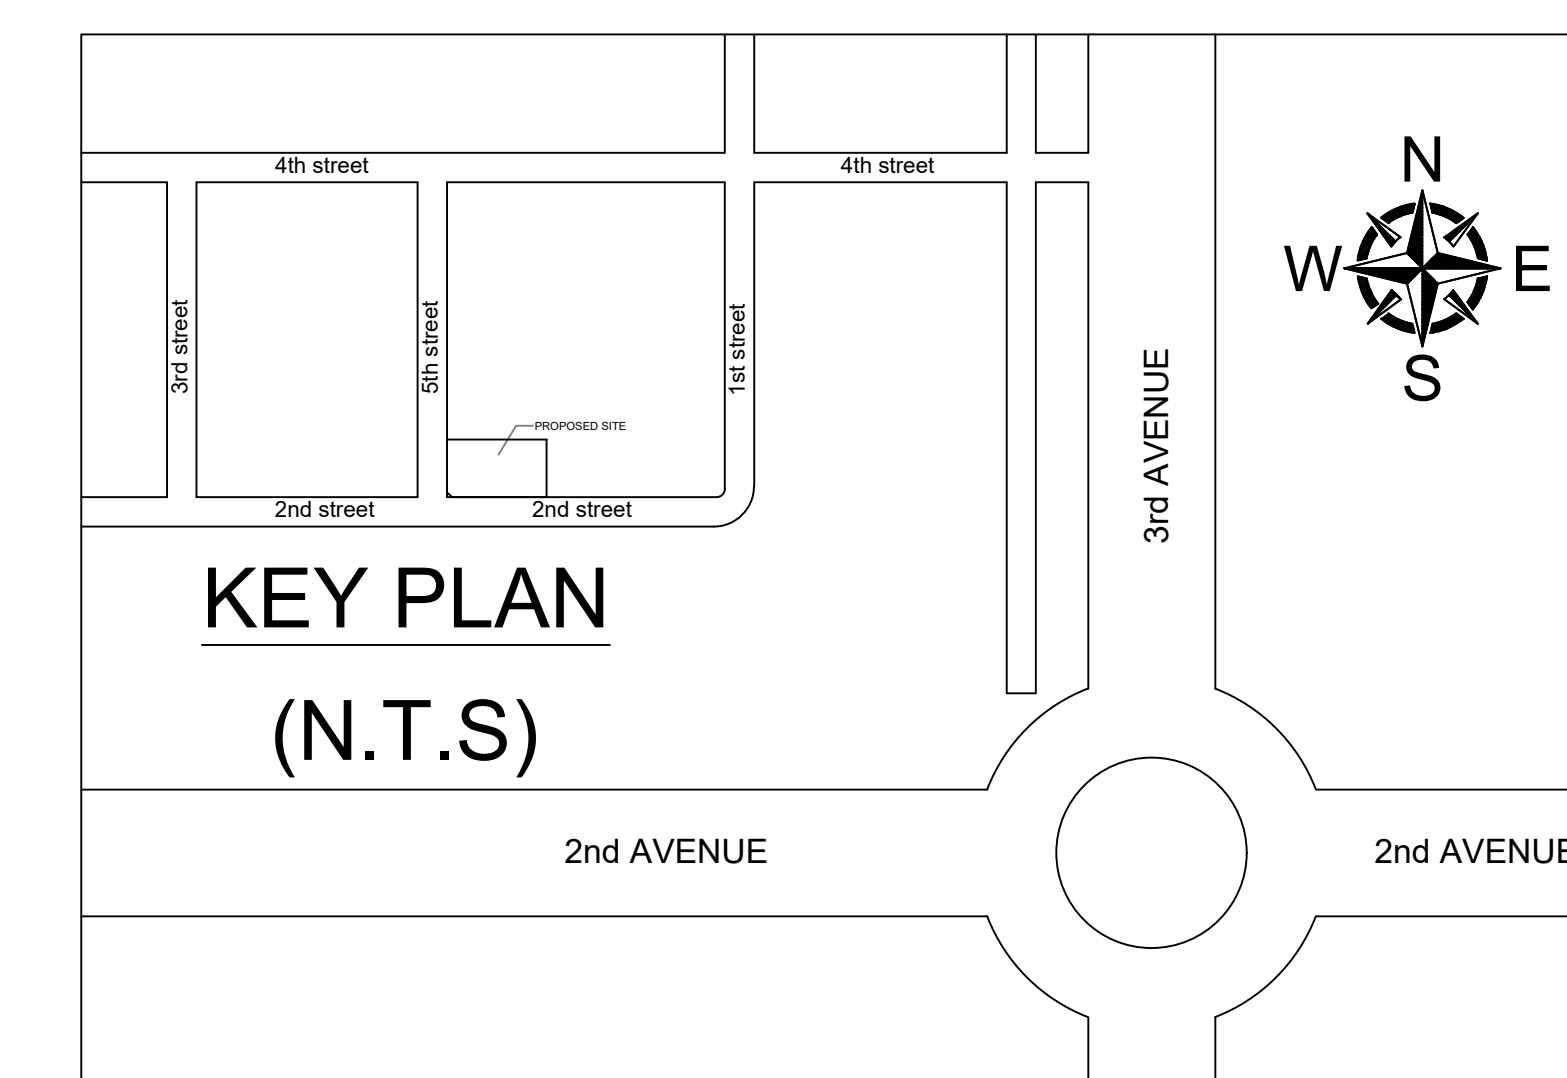 N
4th street
4th street
W
E
3rd street
5th street
1st street
3rd AVENUE
S
PROPOSED SITE
2nd street
2nd street
KEY PLAN
(N.T.S)
2nd AVENUE
2nd AVENUE